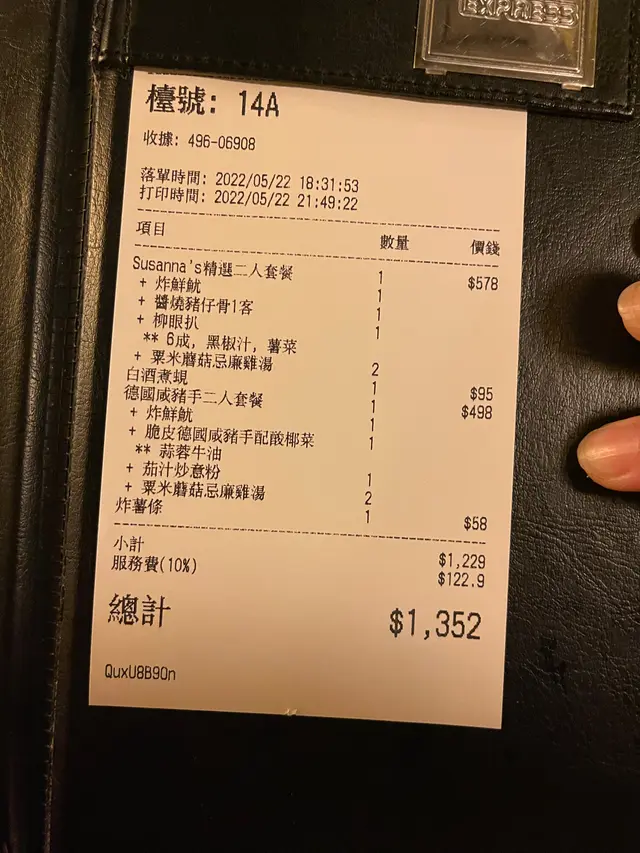 EXPRESS
檯號: 14A
收據: 496-06908
落單時間: 2022/05/22 18:31:53
打印時間: 2022/05/22 21:49:22
項目 數量 價錢
Susanna's精選二人套餐 1 $578
+ 炸鮮魷 1
+ 醬燒豬仔骨1客 1
+ 柳眼扒 1
** 6成, 黑椒汁, 薯菜
+ 粟米蘑菇忌廉雞湯 2
白酒煮蜆 1 $95
德國咸豬手二人套餐 1 $498
+ 炸鮮魷 1
+ 脆皮德國咸豬手配酸椰菜 1
** 蒜蓉牛油
+ 茄汁炒意粉 1
+ 粟米蘑菇忌廉雞湯 2
炸薯條 1 $58
小計 $1,229
服務費(10%) $122.9
總計 $1,352
QuxU8B90n